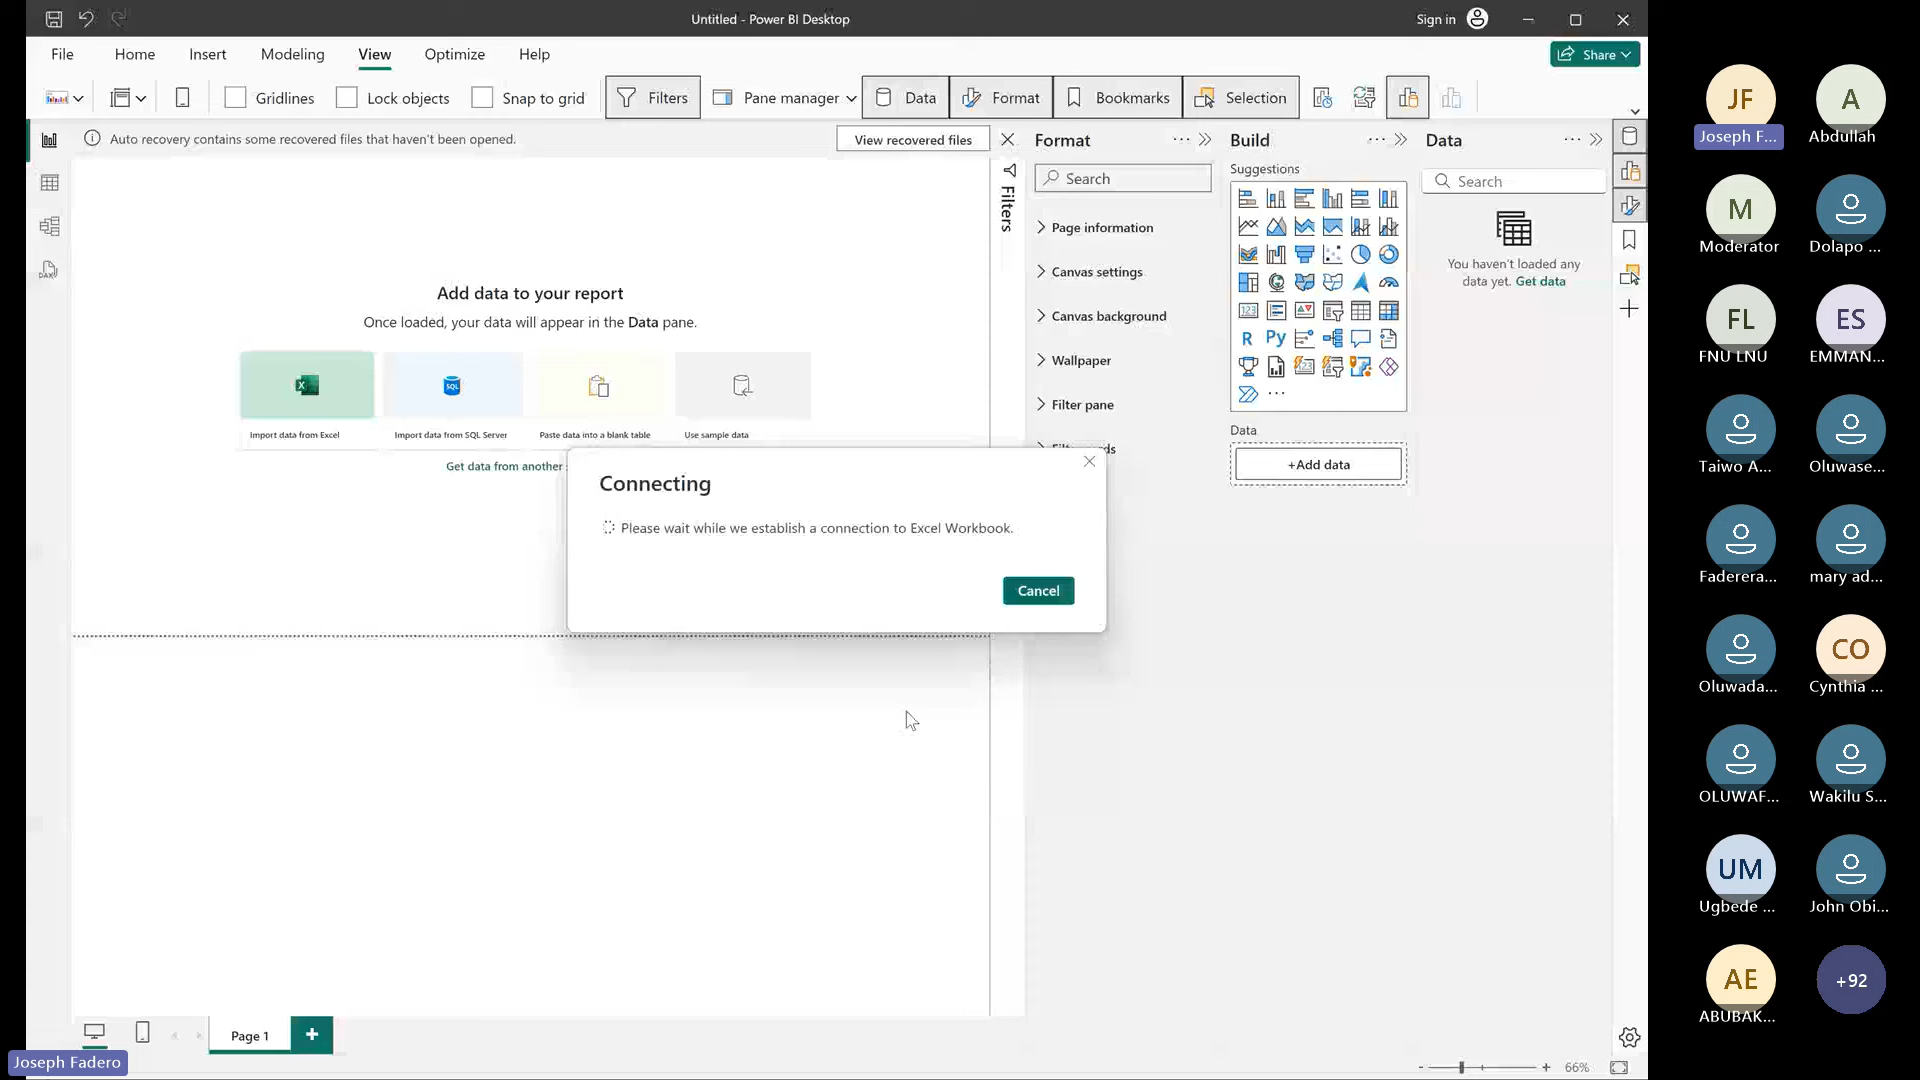 Untitled - Power BI Desktop
Sign in
File
Home
Insert
Modeling
View
Optimize
Help
Share
Gridlines
Lock objects
Snap to grid
Filters
Pane manager
Data
Format
Bookmarks
Selection
Auto recovery contains some recovered files that haven't been opened.
View recovered files
Filters
Add data to your report
Once loaded, your data will appear in the Data pane.
X
SQL
Import data from Excel
Import data from SQL Server
Paste data into a blank table
Use sample data
Get data from another
Connecting
Please wait while we establish a connection to Excel Workbook.
Cancel
Format
Search
Page information
Canvas settings
Canvas background
Wallpaper
Filter pane
Build
Suggestions
123
R
Py
Data
+Add data
Data
Search
You haven't loaded any
data yet. Get data
DAX
Page 1
66%
Joseph Fadero
JF
Joseph F...
A
Abdullah
M
Moderator
Dolapo ...
FL
FNU LNU
ES
EMMAN...
Taiwo A...
Oluwase...
Faderera...
mary ad...
Oluwada...
CO
Cynthia ...
OLUWAF...
Wakilu S...
UM
Ugbede ...
John Obi...
AE
ABUBAK...
+92